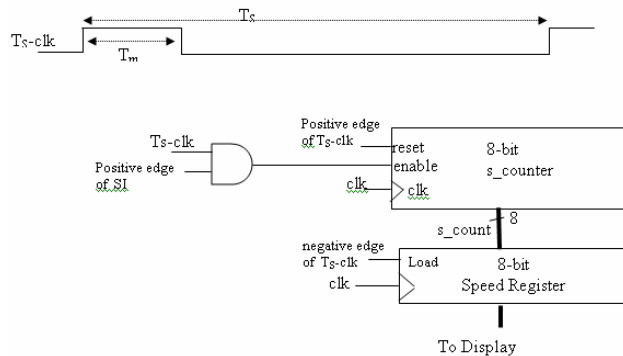 Ts
Ts-clk
Tm
Positive edge
of Ts-clk
Ts-clk
reset
8-bit
Positive edge
of SI
enable
s_counter
clk
clk
s_count
8
negative edge
of Ts-clk
Load
8-bit
clk
Speed Register
To Display